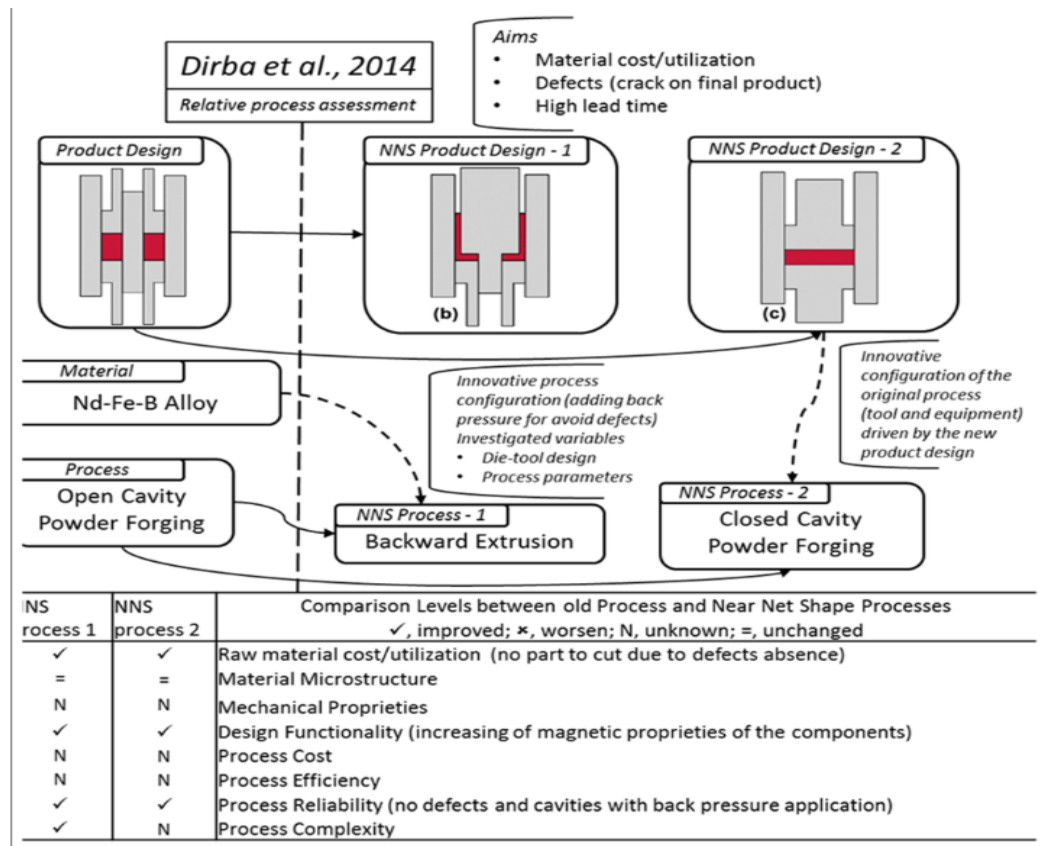 Dirba et al., 2014
Relative process assessment
Aims
• Material cost/utilization
• Defects (crack on final product)
• High lead time
Product Design
NNS Product Design - 1
(b)
NNS Product Design - 2
(c)
Material
Nd-Fe-B Alloy
Innovative process
configuration (adding back
pressure for avoid defects)
Investigated variables
• Die-tool design
• Process parameters
Innovative
configuration of the
original process
(tool and equipment)
driven by the new
product design
Process
Open Cavity
Powder Forging
NNS Process - 1
Backward Extrusion
NNS Process - 2
Closed Cavity
Powder Forging
NS NNS Comparison Levels between old Process and Near Net Shape Processes
rocess 1 process 2 ✓, improved; ×, worsen; N, unknown; =, unchanged
✓ ✓ Raw material cost/utilization (no part to cut due to defects absence)
= = Material Microstructure
N N Mechanical Proprieties
✓ ✓ Design Functionality (increasing of magnetic proprieties of the components)
N N Process Cost
N N Process Efficiency
✓ ✓ Process Reliability (no defects and cavities with back pressure application)
✓ N Process Complexity